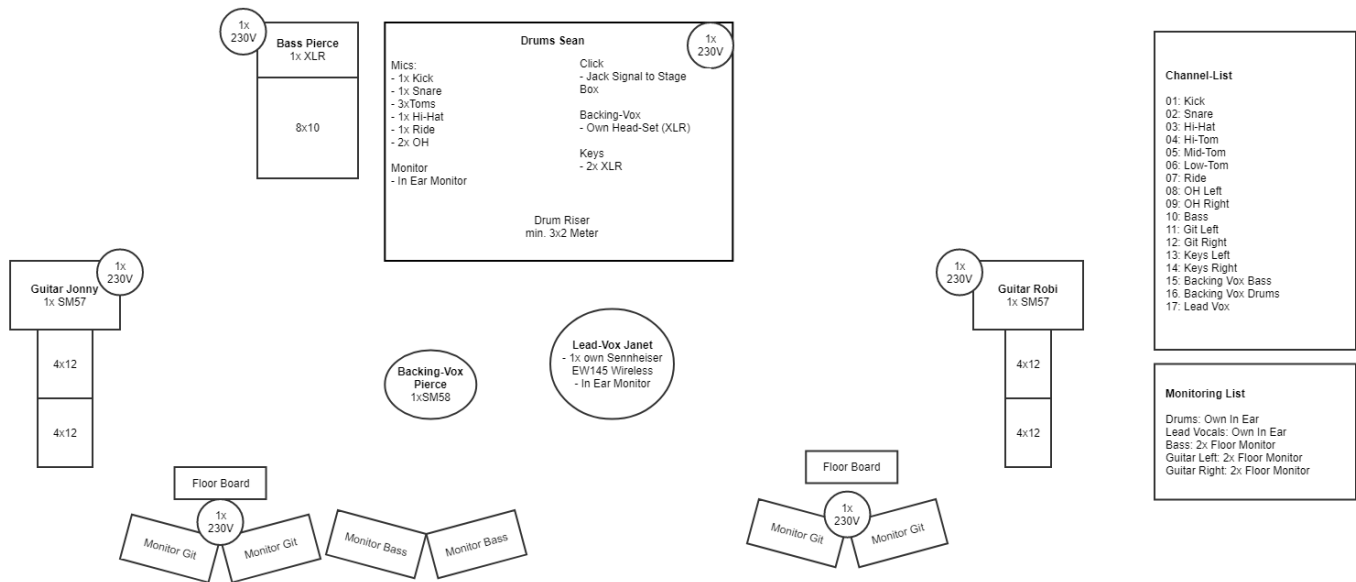 1x
230V
Bass Pierce
1x XLR
8x10
Drums Sean
1x
230V
Mics:
- 1x Kick
- 1x Snare
- 3xToms
- 1x Hi-Hat
- 1x Ride
- 2x OH
Monitor
- In Ear Monitor
Click
- Jack Signal to Stage
Box
Backing-Vox
- Own Head-Set (XLR)
Keys
- 2x XLR
Drum Riser
min. 3x2 Meter
1x
230V
Guitar Jonny
1x SM57
4x12
4x12
Backing-Vox
Pierce
1xSM58
Lead-Vox Janet
- 1x own Sennheiser
EW145 Wireless
- In Ear Monitor
1x
230V
Guitar Robi
1x SM57
4x12
4x12
Floor Board
1x
230V
Monitor Git
Monitor Git
Monitor Bass
Monitor Bass
Floor Board
1x
230V
Monitor Git
Monitor Git
Channel-List
01: Kick
02: Snare
03: Hi-Hat
04: Hi-Tom
05: Mid-Tom
06: Low-Tom
07: Ride
08: OH Left
09: OH Right
10: Bass
11: Git Left
12: Git Right
13: Keys Left
14: Keys Right
15: Backing Vox Bass
16. Backing Vox Drums
17: Lead Vox
Monitoring List
Drums: Own In Ear
Lead Vocals: Own In Ear
Bass: 2x Floor Monitor
Guitar Left: 2x Floor Monitor
Guitar Right: 2x Floor Monitor